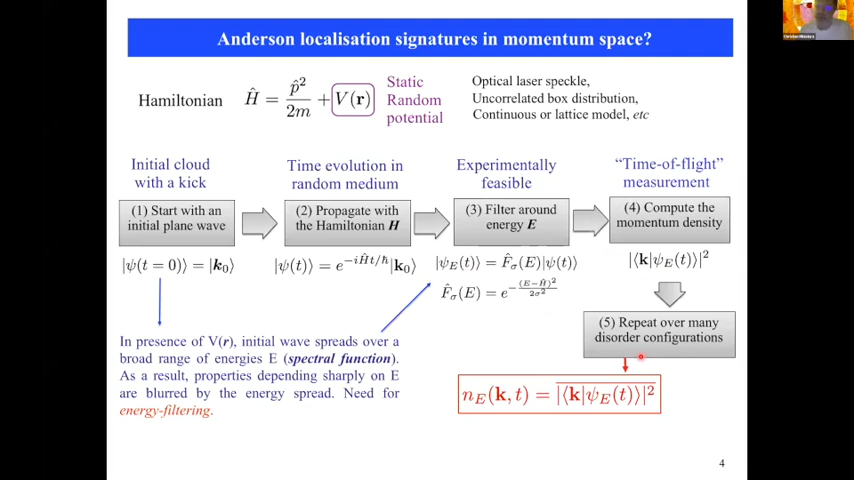 Anderson localisation signatures in momentum space?
Hamiltonian
Ĥ = p̂² / 2m + V(r)
Static
Random
potential
Optical laser speckle,
Uncorrelated box distribution,
Continuous or lattice model, etc
Initial cloud
with a kick
Time evolution in
random medium
Experimentally
feasible
“Time-of-flight”
measurement
(1) Start with an
initial plane wave
(2) Propagate with
the Hamiltonian H
(3) Filter around
energy E
(4) Compute the
momentum density
|ψ(t = 0)⟩ = |k₀⟩
|ψ(t)⟩ = e^{−iĤt/ħ}|k₀⟩
|ψ_E(t)⟩ = F̂_σ(E)|ψ(t)⟩
F̂_σ(E) = e^{−(E−Ĥ)²/2σ²}
|⟨k|ψ_E(t)⟩|²
(5) Repeat over many
disorder configurations
In presence of V(r), initial wave spreads over a
broad range of energies E (spectral function).
As a result, properties depending sharply on E
are blurred by the energy spread. Need for
energy-filtering.
n_E(k, t) = \overline{|⟨k|ψ_E(t)⟩|²}
4